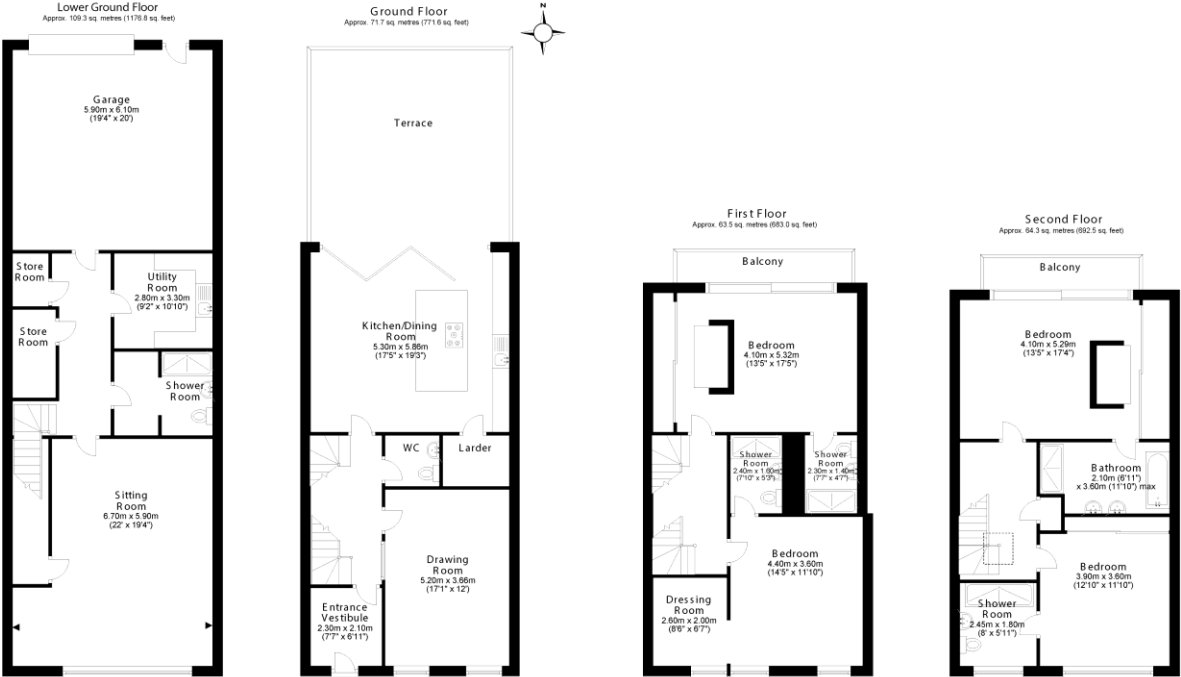 Lower Ground Floor
Approx. 109.3 sq. metres (1176.8 sq. feet)
Garage
5.90m x 6.10m
(19'4" x 20')
Store
Room
Utility
Room
2.80m x 3.30m
(9'2" x 10'10)
Store
Room
Shower
Room
Sitting
Room
6.70m x 5.90m
(22' x 19'4")
Ground Floor
Approx. 71.7 sq. metres (771.6 sq. feet)
N
Terrace
Kitchen/Dining
Room
5.30m x 5.86m
(17'5" x 19'3")
WC
Larder
Drawing
Room
5.20m x 3.66m
(17'1" x 12')
Entrance
Vestibule
2.30m x 2.10m
(7'7" x 6'11")
First Floor
Approx. 63.5 sq. metres (683.0 sq. feet)
Balcony
Bedroom
4.10m x 5.32m
(13'5" x 17'5")
Shower
Room
2.40m x 1.60m
(7'10" x 5'3")
Shower
Room
2.30m x 1.40m
(7'7" x 4'7")
Bedroom
4.40m x 3.60m
(14'5" x 11'10")
Dressing
Room
2.60m x 2.00m
(8'6" x 6'7")
Second Floor
Approx. 64.3 sq. metres (692.5 sq. feet)
Balcony
Bedroom
4.10m x 5.29m
(13'5" x 17'4")
Bathroom
2.10m (6'11")
x 3.60m (11'10") max
Bedroom
3.90m x 3.60m
(12'10" x 11'10")
Shower
Room
2.45m x 1.80m
(8' x 5'11")